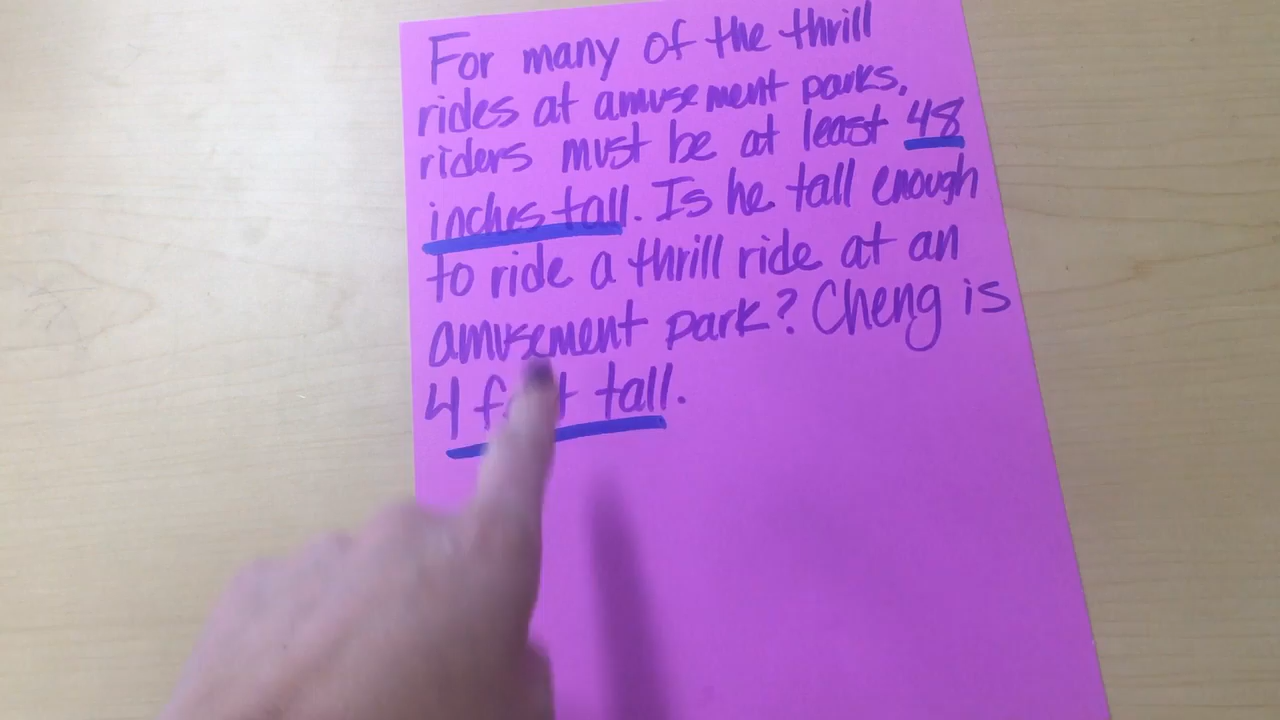 For many of the thrill
rides at amusement parks,
riders must be at least 48
inches tall. Is he tall enough
to ride a thrill ride at an
amusement park? Cheng is
4 feet tall.